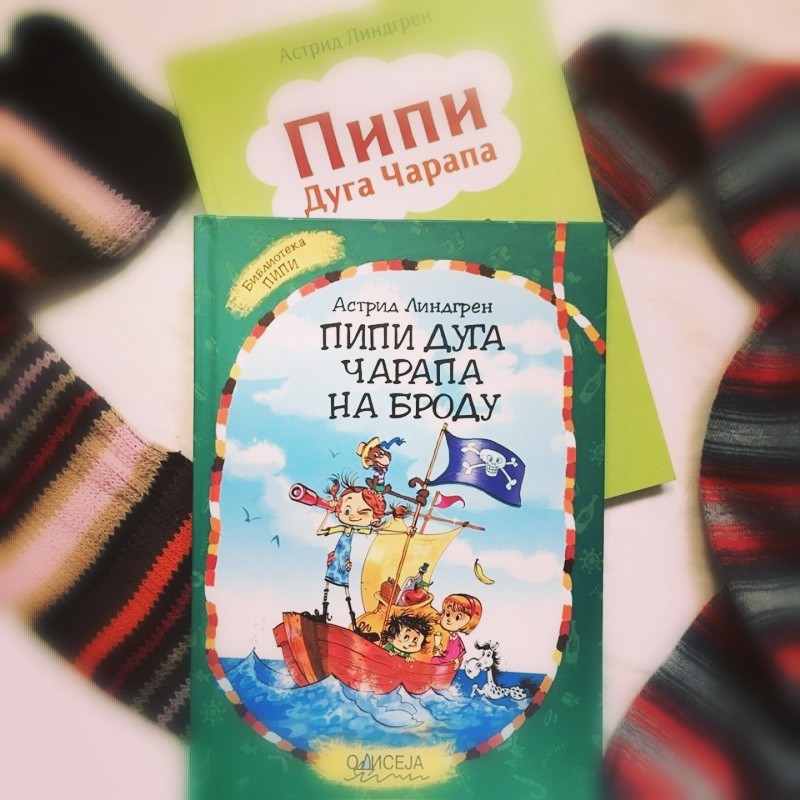 Астрид Линдгрен
Пипи
Дуга Чарапа
Библиотека
ПИПИ
Астрид Линдгрен
ПИПИ ДУГА
ЧАРАПА
НА БРОДУ
ОДИСЕЈА